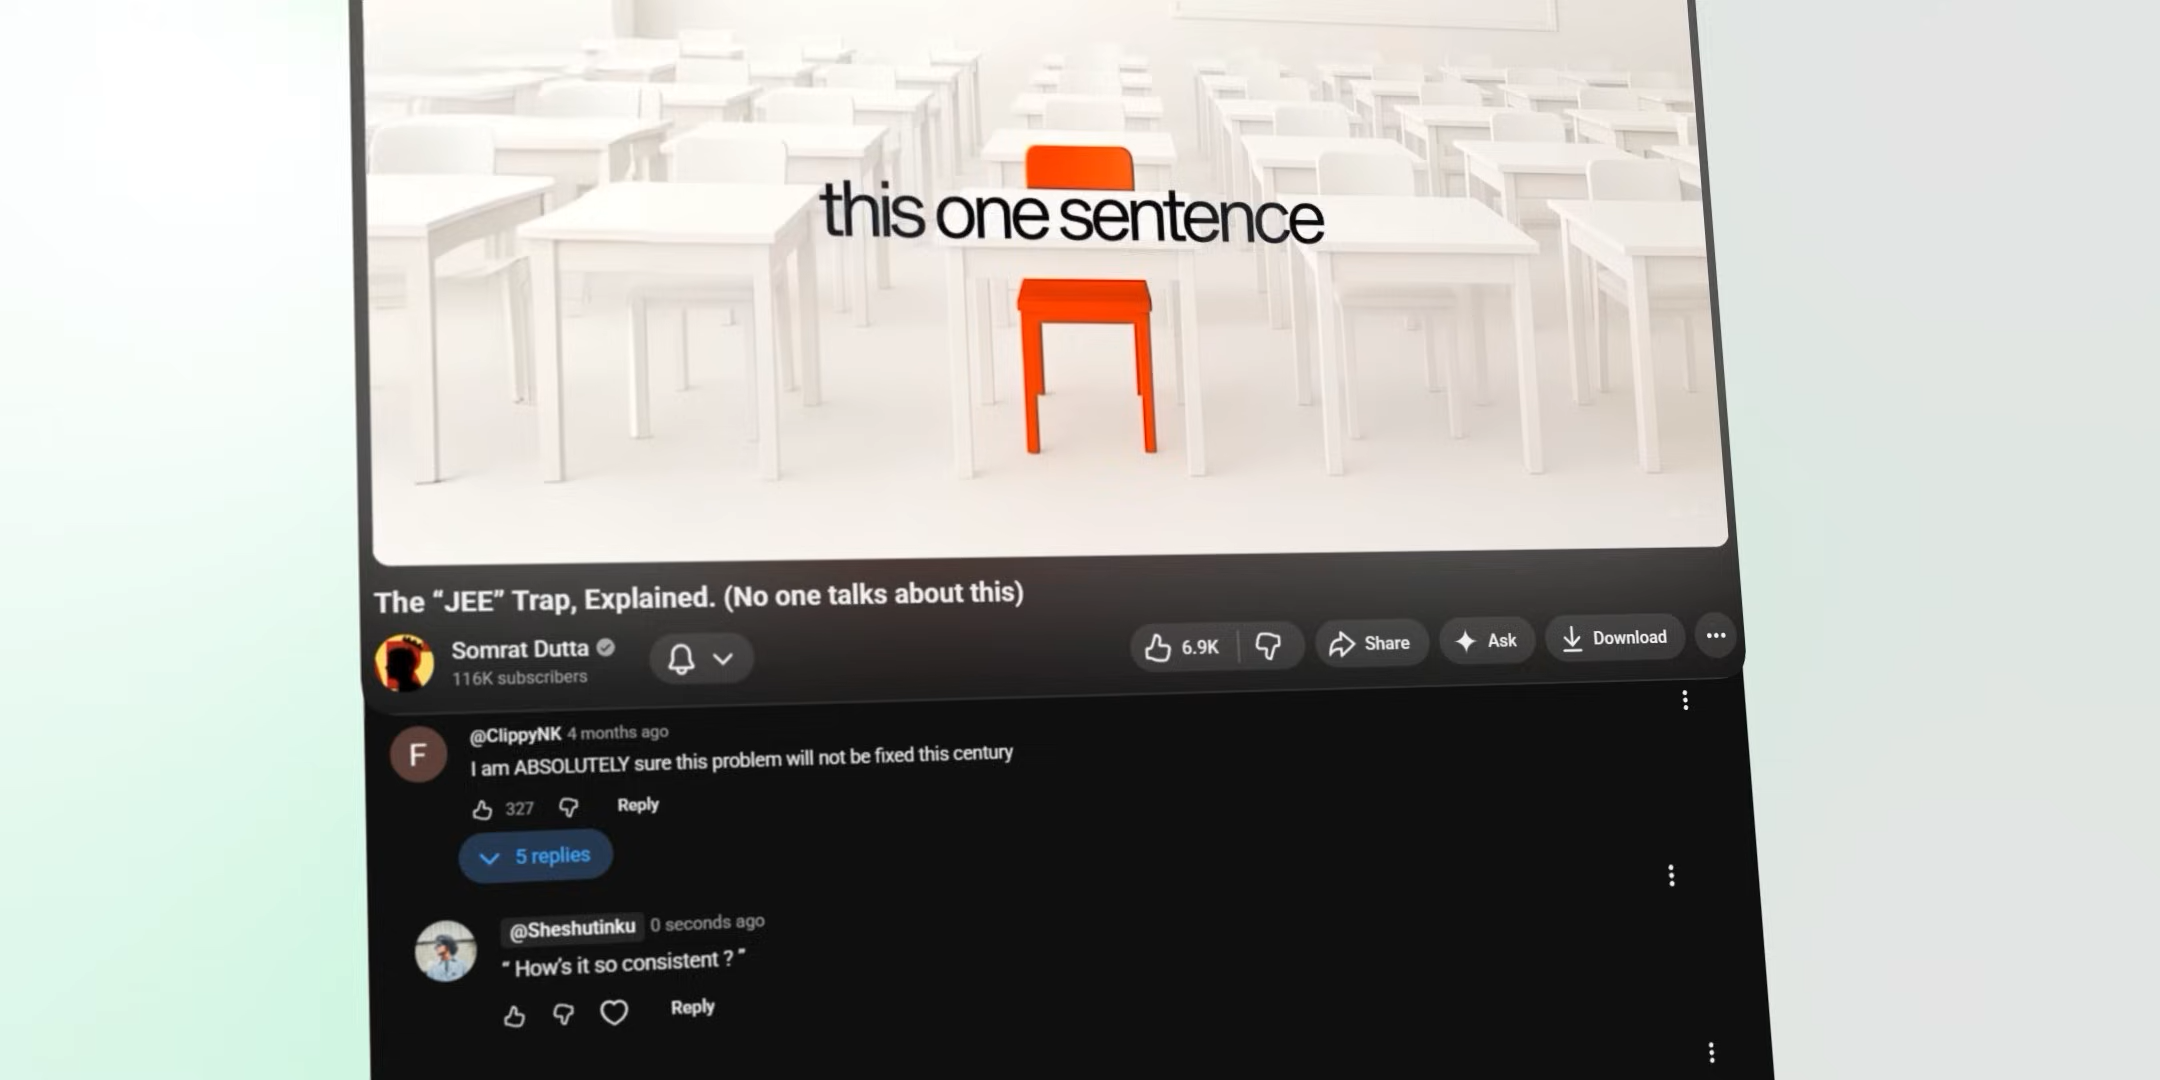 this one sentence
The “JEE” Trap, Explained. (No one talks about this)
Somrat Dutta
116K subscribers
6.9K
Share
Ask
Download
F
@ClippyNK 4 months ago
I am ABSOLUTELY sure this problem will not be fixed this century
327
Reply
5 replies
@Sheshutinku 0 seconds ago
“ How's it so consistent ? ”
Reply